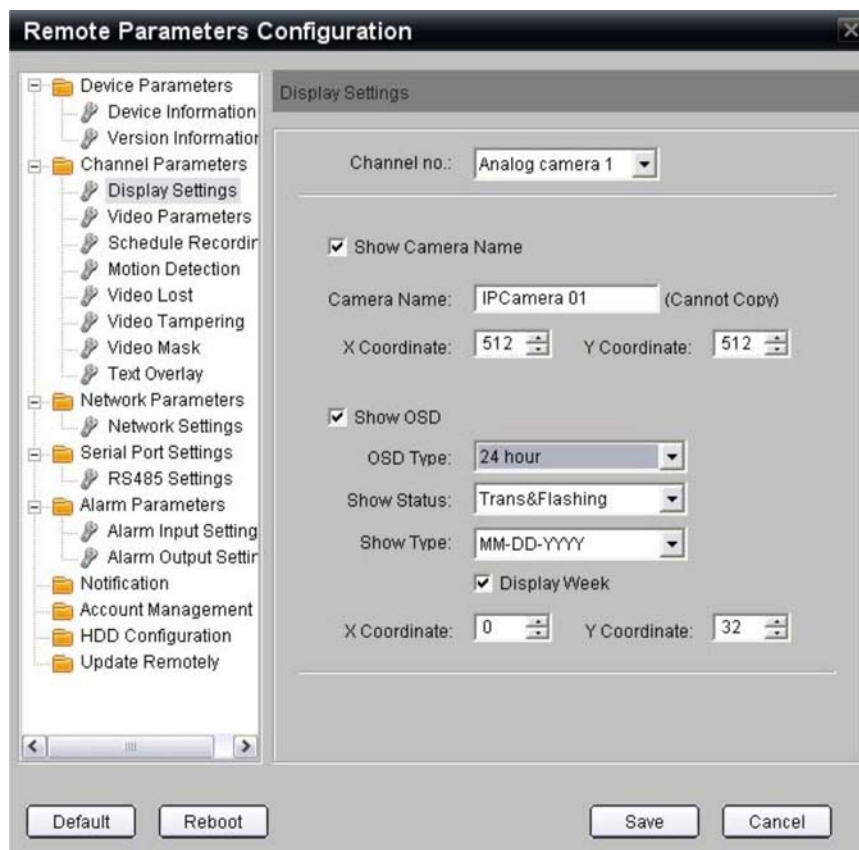 Remote Parameters Configuration
Device Parameters
Device Information
Version Information
Channel Parameters
Display Settings
Video Parameters
Schedule Recordin
Motion Detection
Video Lost
Video Tampering
Video Mask
Text Overlay
Network Parameters
Network Settings
Serial Port Settings
RS485 Settings
Alarm Parameters
Alarm Input Setting
Alarm Output Settin
Notification
Account Management
HDD Configuration
Update Remotely
Display Settings
Channel no.: Analog camera 1
Show Camera Name
Camera Name: IPCamera 01 (Cannot Copy)
X Coordinate: 512 Y Coordinate: 512
Show OSD
OSD Type: 24 hour
Show Status: Trans&Flashing
Show Type: MM-DD-YYYY
Display Week
X Coordinate: 0 Y Coordinate: 32
Default Reboot Save Cancel